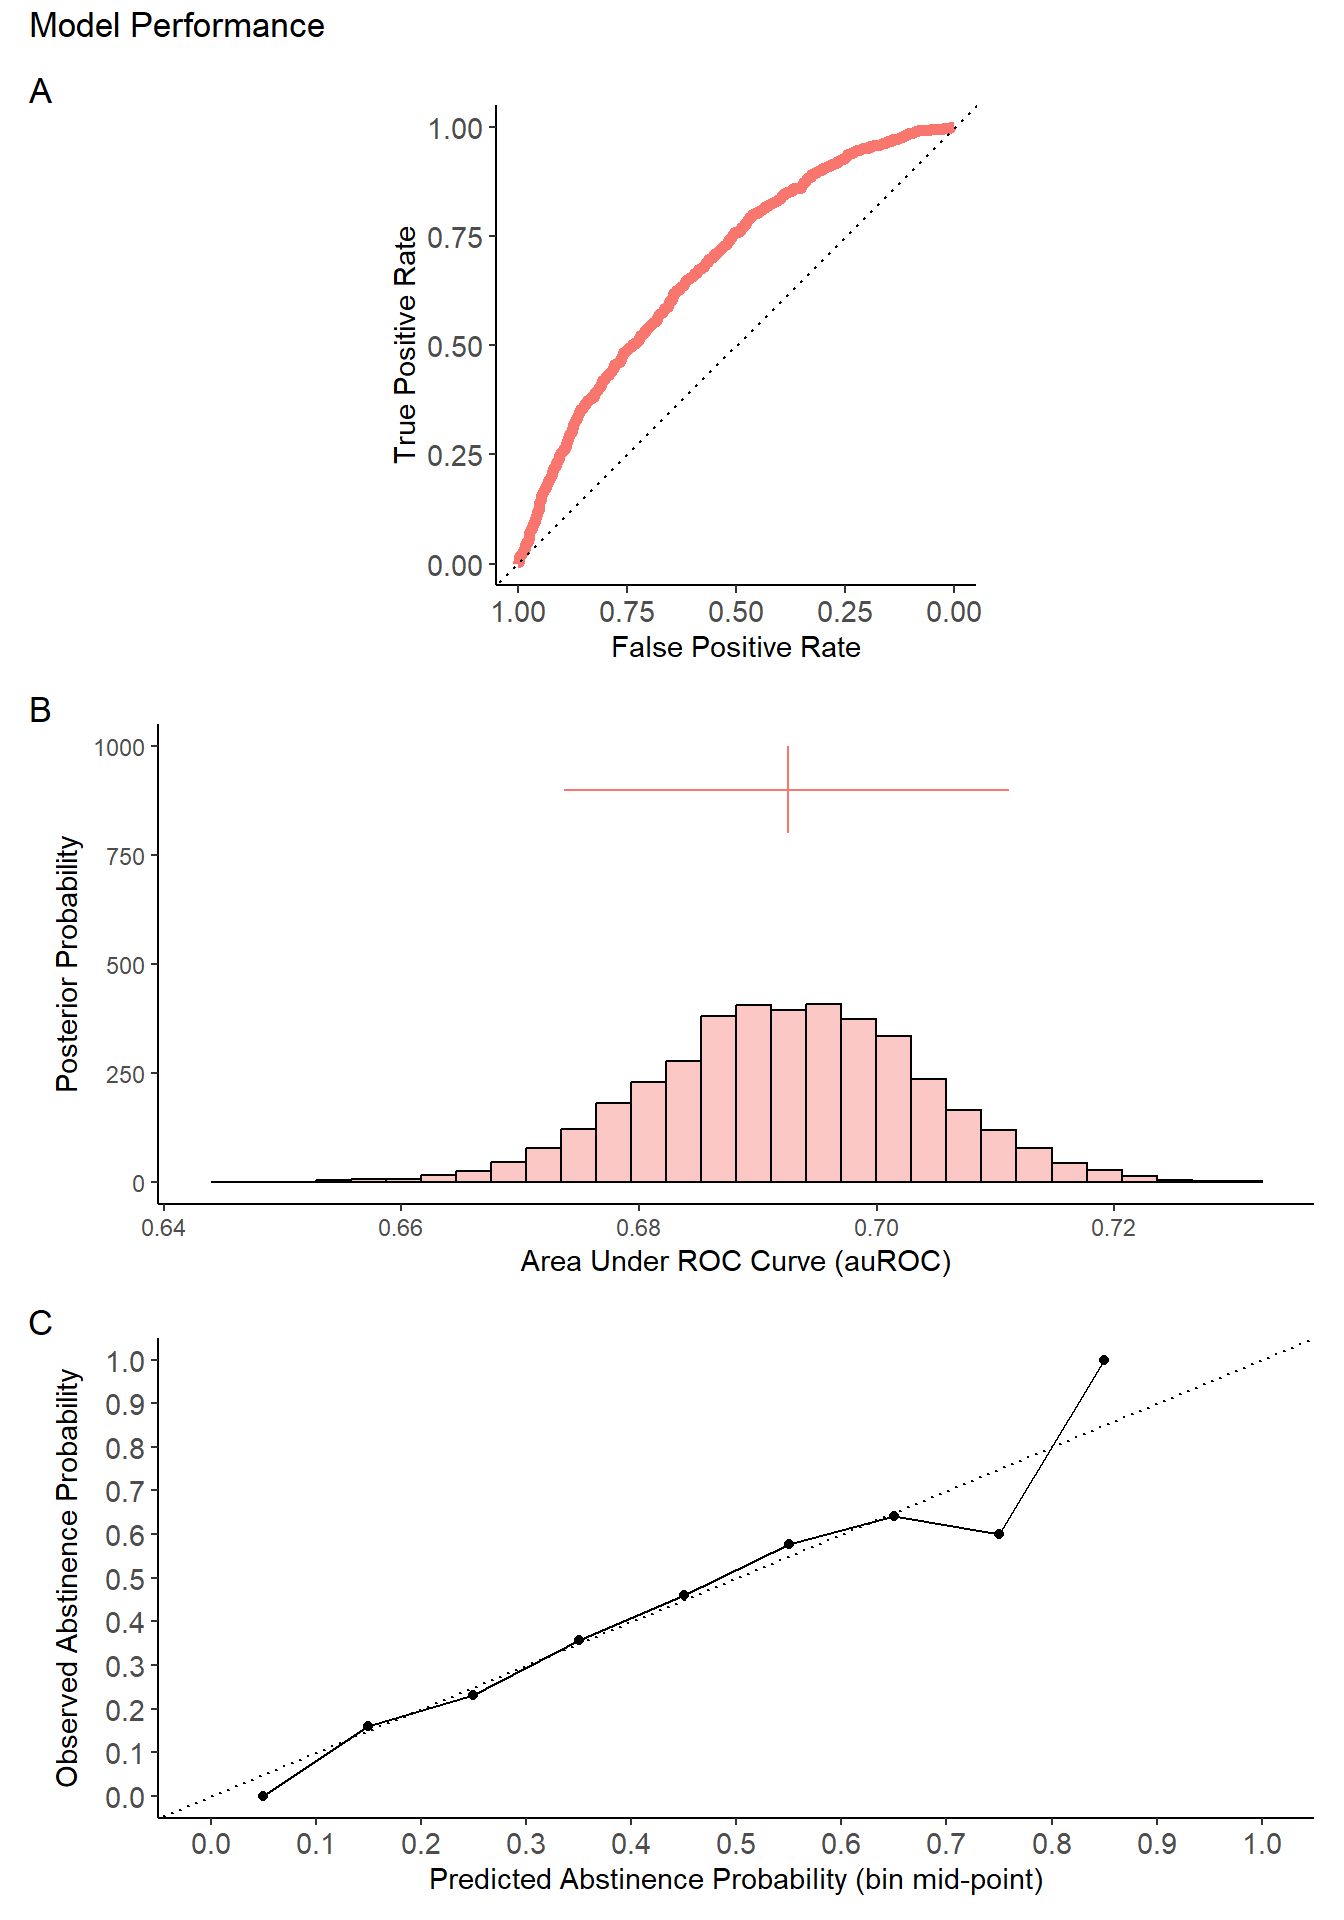 Model Performance
A
1.00
0.75
0.50
0.25
0.00
True Positive Rate
1.00 0.75 0.50 0.25 0.00
False Positive Rate
B
1000
750
500
250
0
Posterior Probability
0.64 0.66 0.68 0.70 0.72
Area Under ROC Curve (auROC)
C
1.0
0.9
0.8
0.7
0.6
0.5
0.4
0.3
0.2
0.1
0.0
Observed Abstinence Probability
0.0 0.1 0.2 0.3 0.4 0.5 0.6 0.7 0.8 0.9 1.0
Predicted Abstinence Probability (bin mid-point)